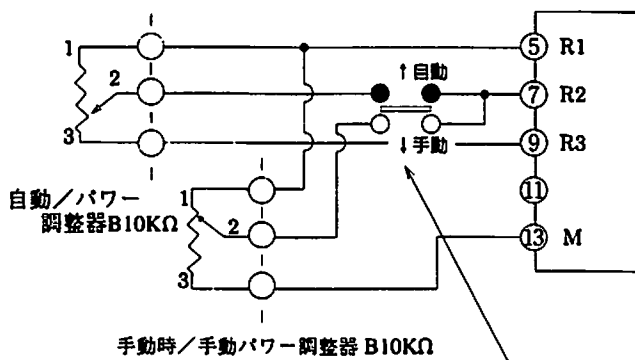 1
2
3
自動／パワー
調整器B10KΩ
1
2
3
手動時／手動パワー調整器 B10KΩ
↑自動
↓手動
⑤ R1
⑦ R2
⑨ R3
⑪
⑬ M